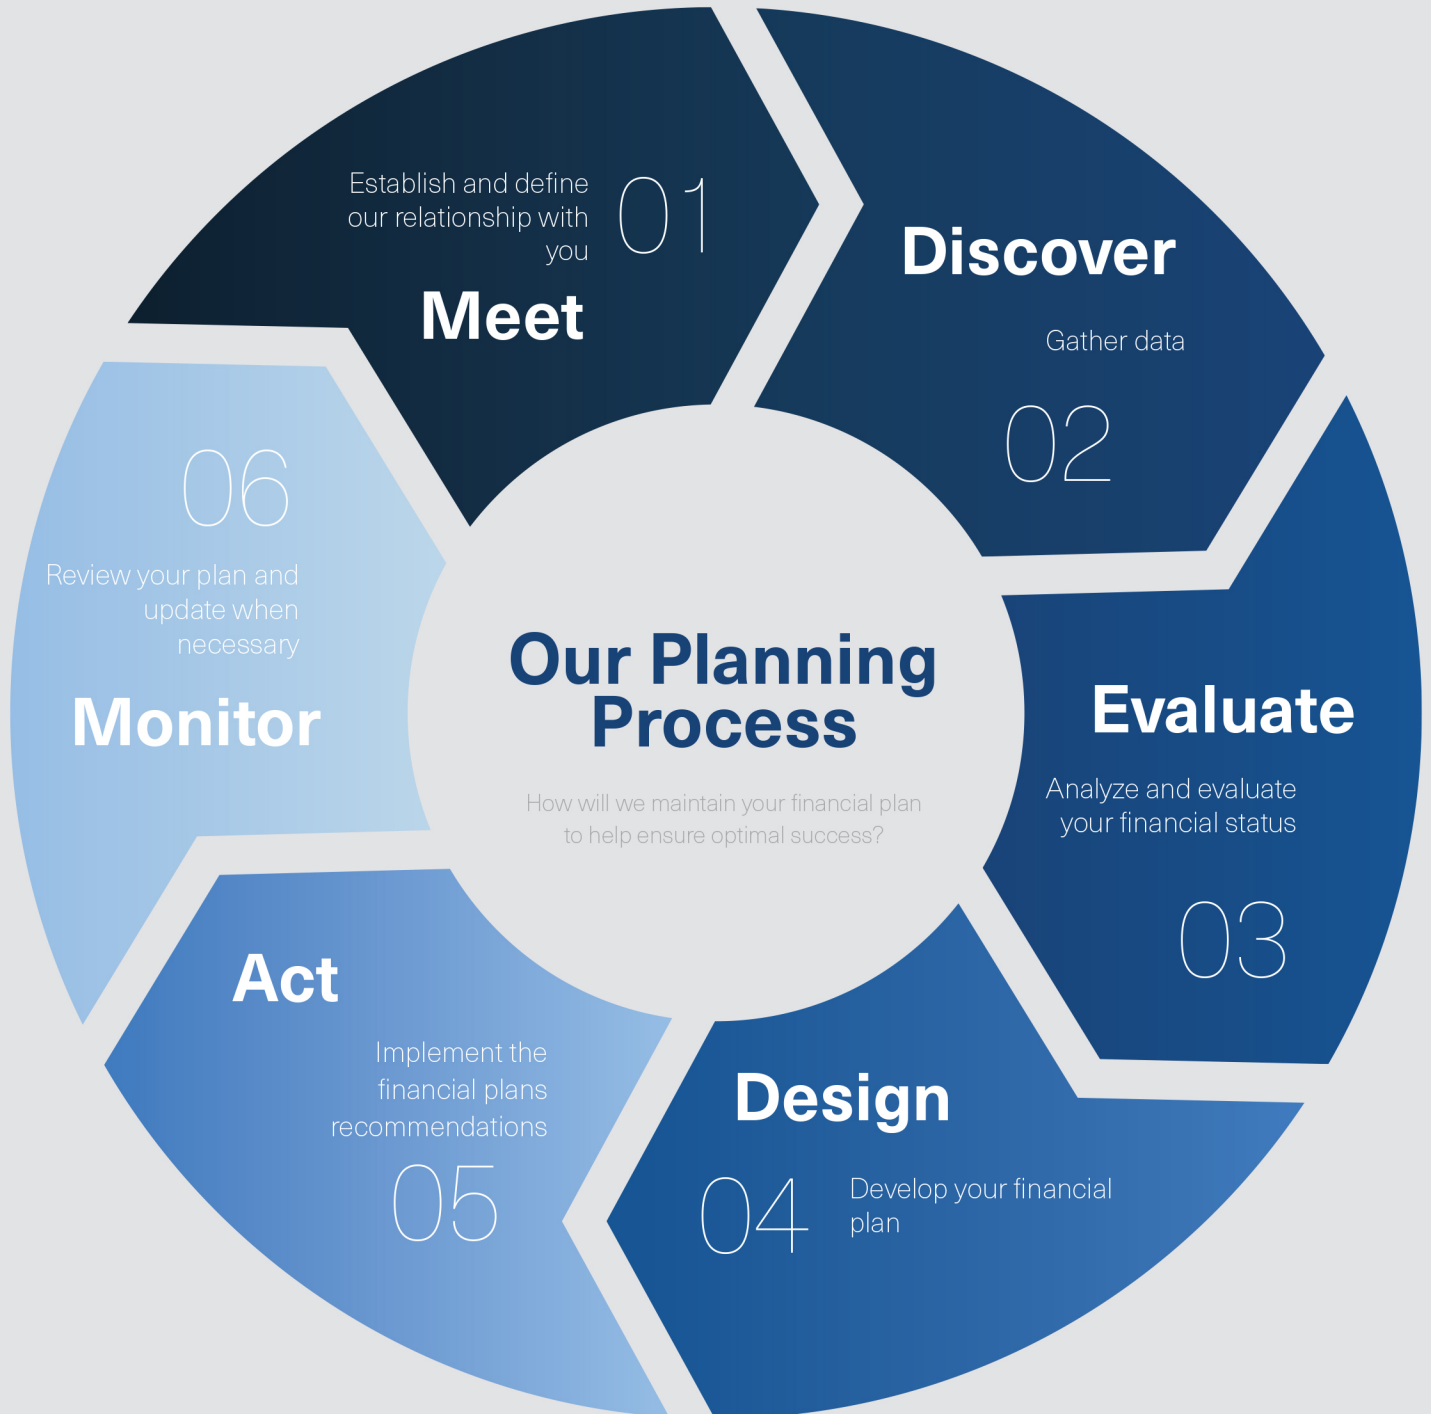 Our Planning
Process
How will we maintain your financial plan
to help ensure optimal success?
Establish and define
our relationship with
you
01
Meet
Discover
Gather data
02
Evaluate
Analyze and evaluate
your financial status
03
Design
04
Develop your financial
plan
Act
Implement the
financial plans
recommendations
05
06
Review your plan and
update when
necessary
Monitor